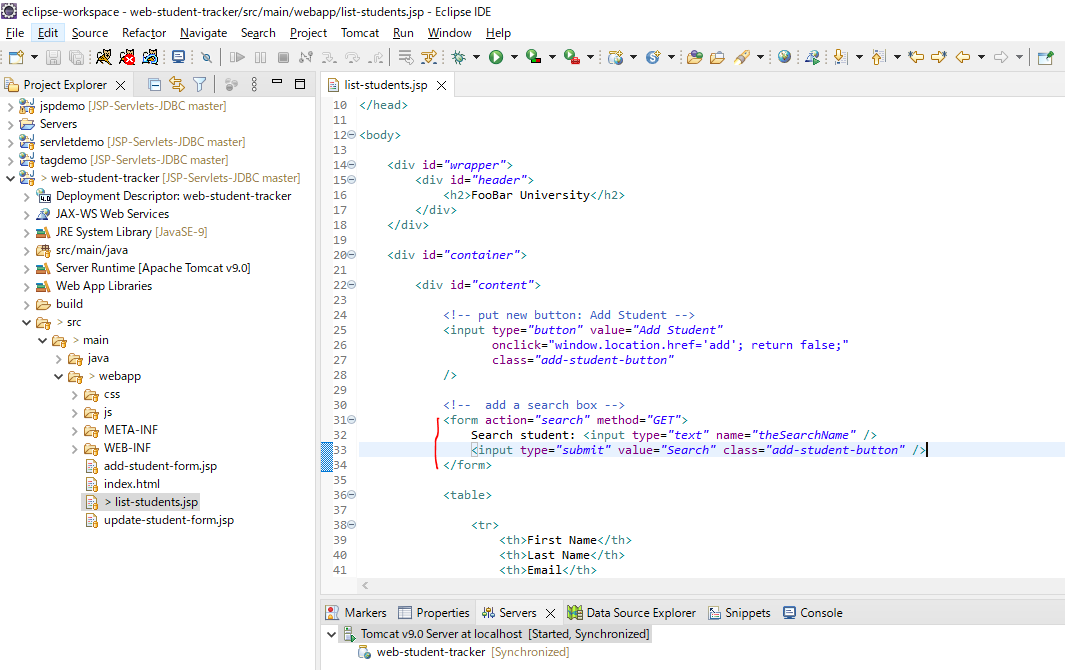 eclipse-workspace - web-student-tracker/src/main/webapp/list-students.jsp - Eclipse IDE
File Edit Source Refactor Navigate Search Project Tomcat Run Window Help
Project Explorer
jspdemo [JSP-Servlets-JDBC master]
Servers
servletdemo [JSP-Servlets-JDBC master]
tagdemo [JSP-Servlets-JDBC master]
> web-student-tracker [JSP-Servlets-JDBC master]
Deployment Descriptor: web-student-tracker
JAX-WS Web Services
JRE System Library [JavaSE-9]
src/main/java
Server Runtime [Apache Tomcat v9.0]
Web App Libraries
build
> src
> main
java
> webapp
css
js
META-INF
WEB-INF
add-student-form.jsp
index.html
> list-students.jsp
update-student-form.jsp
list-students.jsp
10 </head>
11
12 <body>
13
14 <div id="wrapper">
15 <div id="header">
16 <h2>FooBar University</h2>
17 </div>
18 </div>
19
20 <div id="container">
21
22 <div id="content">
23
24 <!-- put new button: Add Student -->
25 <input type="button" value="Add Student"
26 onclick="window.location.href='add'; return false;"
27 class="add-student-button"
28 />
29
30 <!--  add a search box -->
31 <form action="search" method="GET">
32 Search student: <input type="text" name="theSearchName" />
33 <input type="submit" value="Search" class="add-student-button" />
34 </form>
35
36 <table>
37
38 <tr>
39 <th>First Name</th>
40 <th>Last Name</th>
41 <th>Email</th>
Markers Properties Servers Data Source Explorer Snippets Console
Tomcat v9.0 Server at localhost [Started, Synchronized]
web-student-tracker [Synchronized]